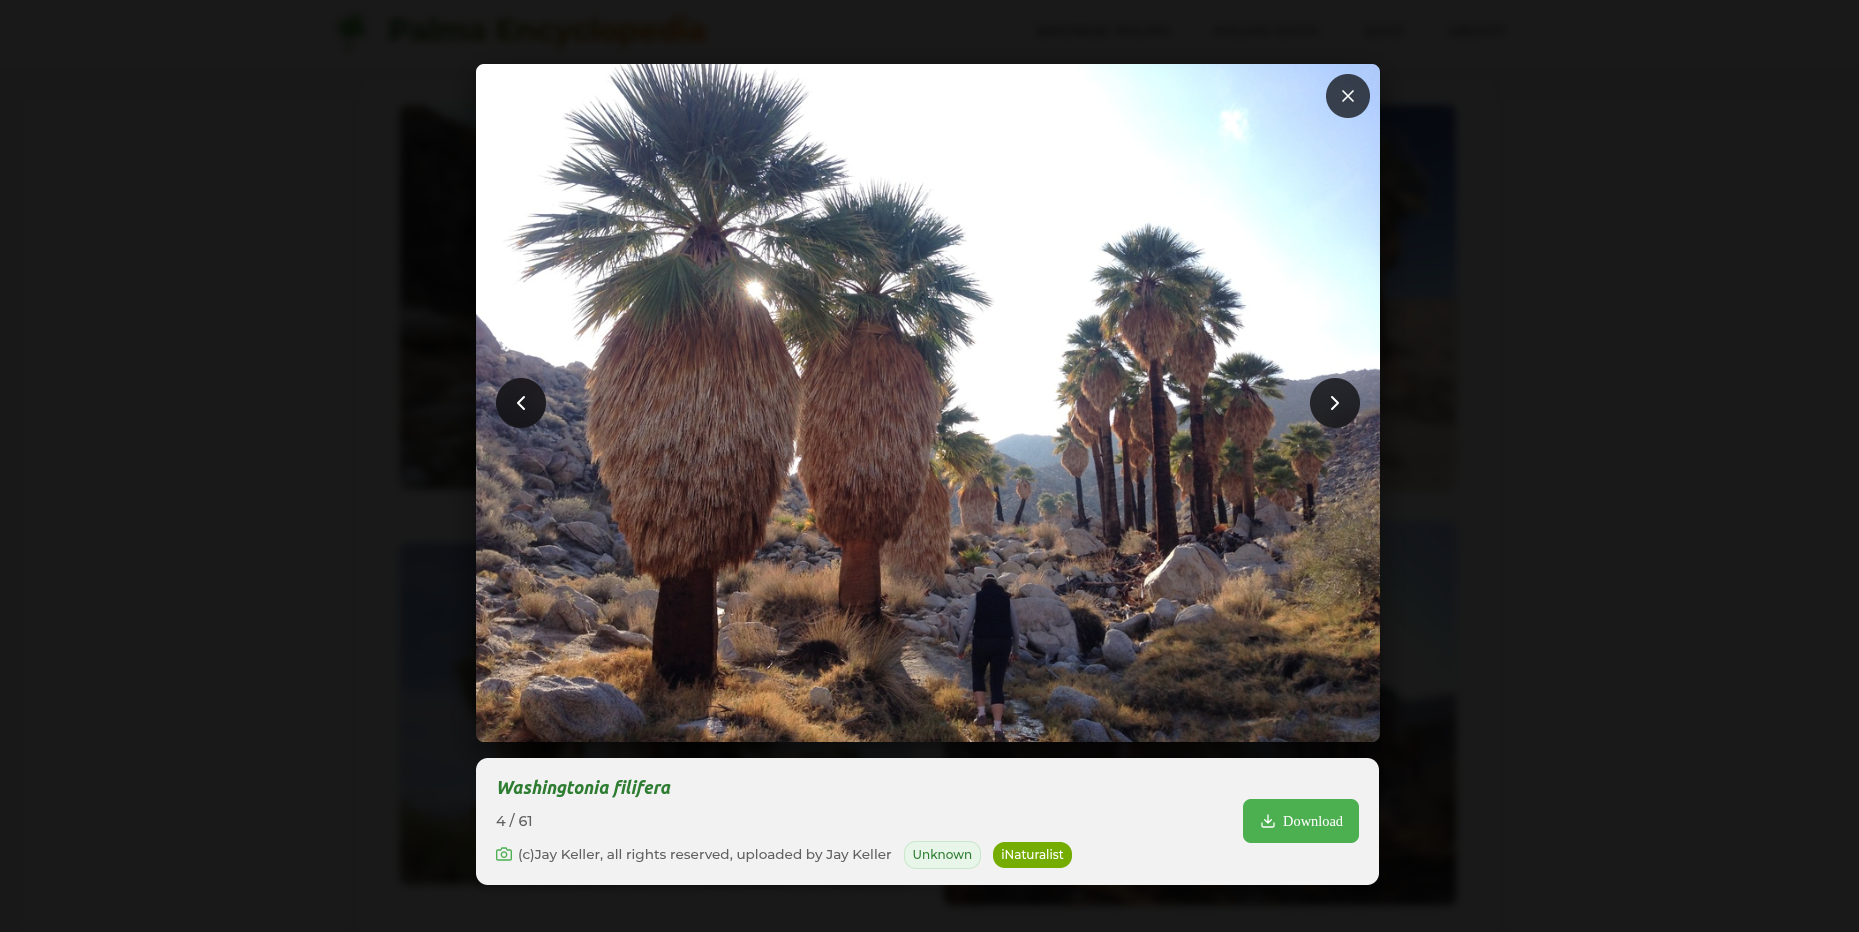 Palma Encyclopedia
Washingtonia filifera
4 / 61
Download
(c)Jay Keller, all rights reserved, uploaded by Jay Keller Unknown iNaturalist